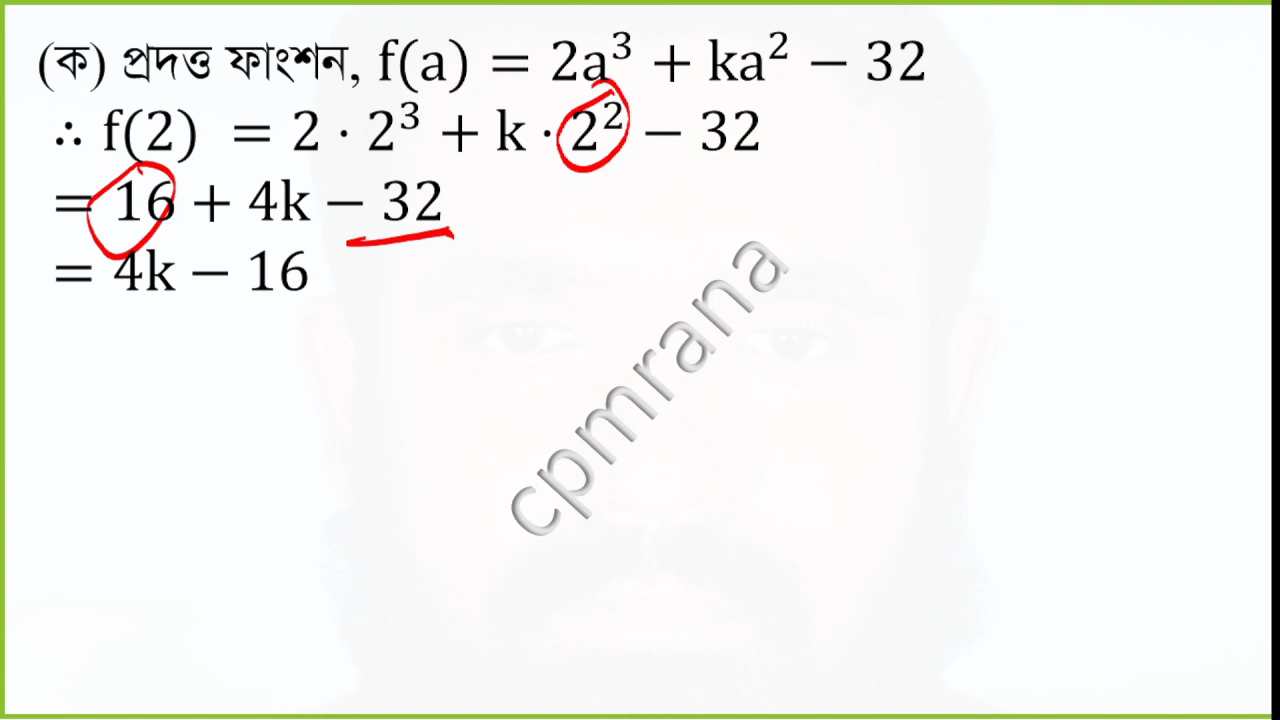 (ক) প্রদত্ত ফাংশন, f(a) = 2a³ + ka² − 32
∴ f(2) = 2 · 2³ + k · 2² − 32
= 16 + 4k − 32
= 4k − 16
cpmrana